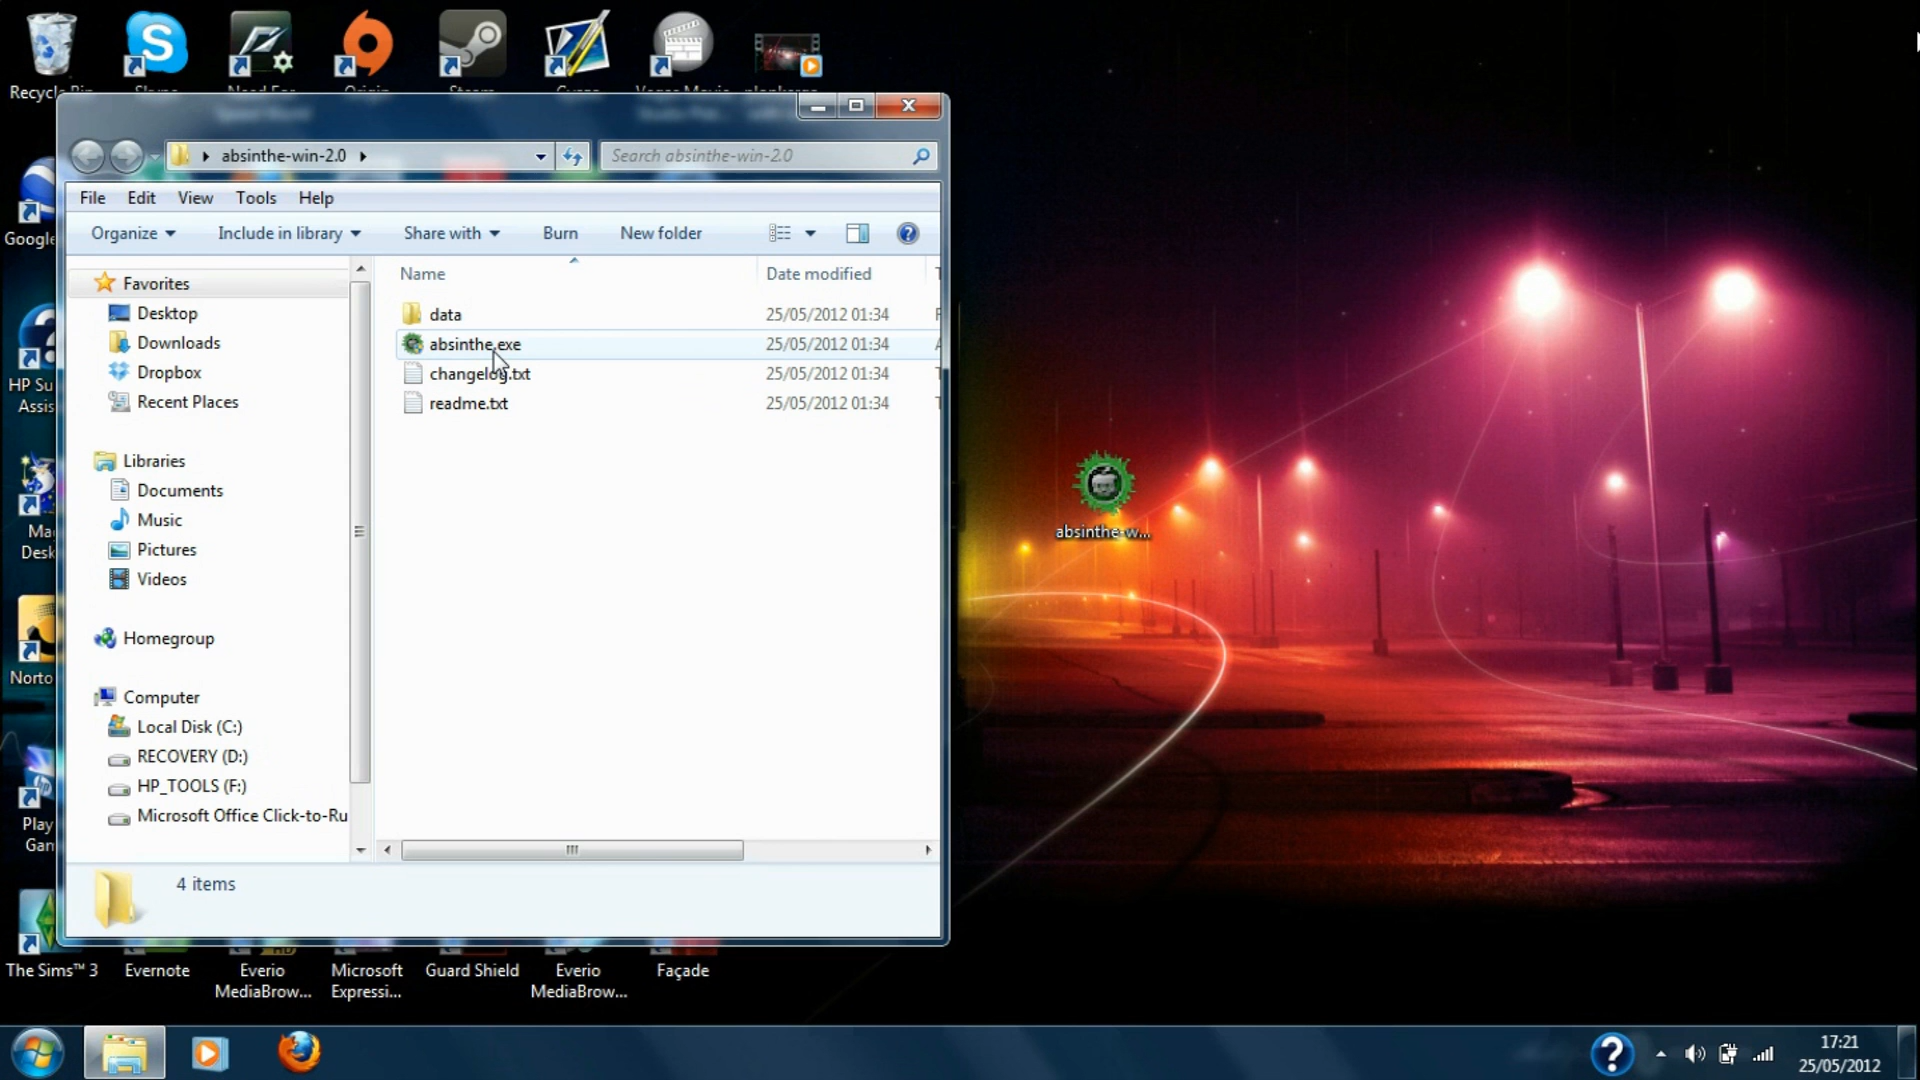 Recycle Bin
absinthe-win-2.0
Search absinthe-win-2.0
File Edit View Tools Help
Organize Include in library Share with Burn New folder
Name Date modified
data 25/05/2012 01:34
absinthe.exe 25/05/2012 01:34
changelog.txt 25/05/2012 01:34
readme.txt 25/05/2012 01:34
Favorites
Desktop
Downloads
Dropbox
Recent Places
Libraries
Documents
Music
Pictures
Videos
Homegroup
Computer
Local Disk (C:)
RECOVERY (D:)
HP_TOOLS (F:)
Microsoft Office Click-to-Ru
4 items
Google
HP Su
Assis
Ma
Desk
Norto
Play
Gan
absinthe-w...
The Sims™ 3
Evernote
Everio
MediaBrow...
Microsoft
Expressi...
Guard Shield
Everio
MediaBrow...
Façade
17:21
25/05/2012